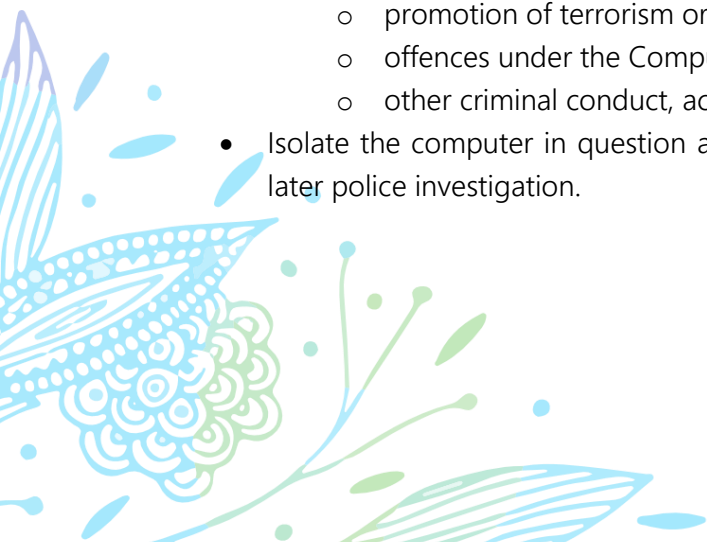 o promotion of terrorism or
o offences under the Compu
o other criminal conduct, ac
• Isolate the computer in question a
later police investigation.